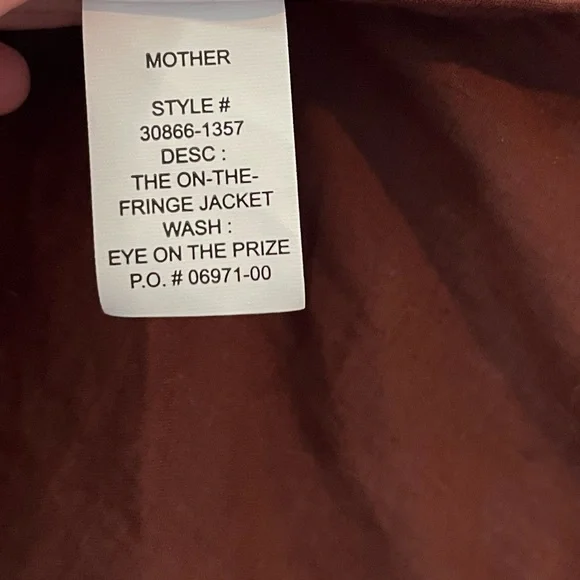 MOTHER
STYLE #
30866-1357
DESC :
THE ON-THE-
FRINGE JACKET
WASH :
EYE ON THE PRIZE
P.O. # 06971-00